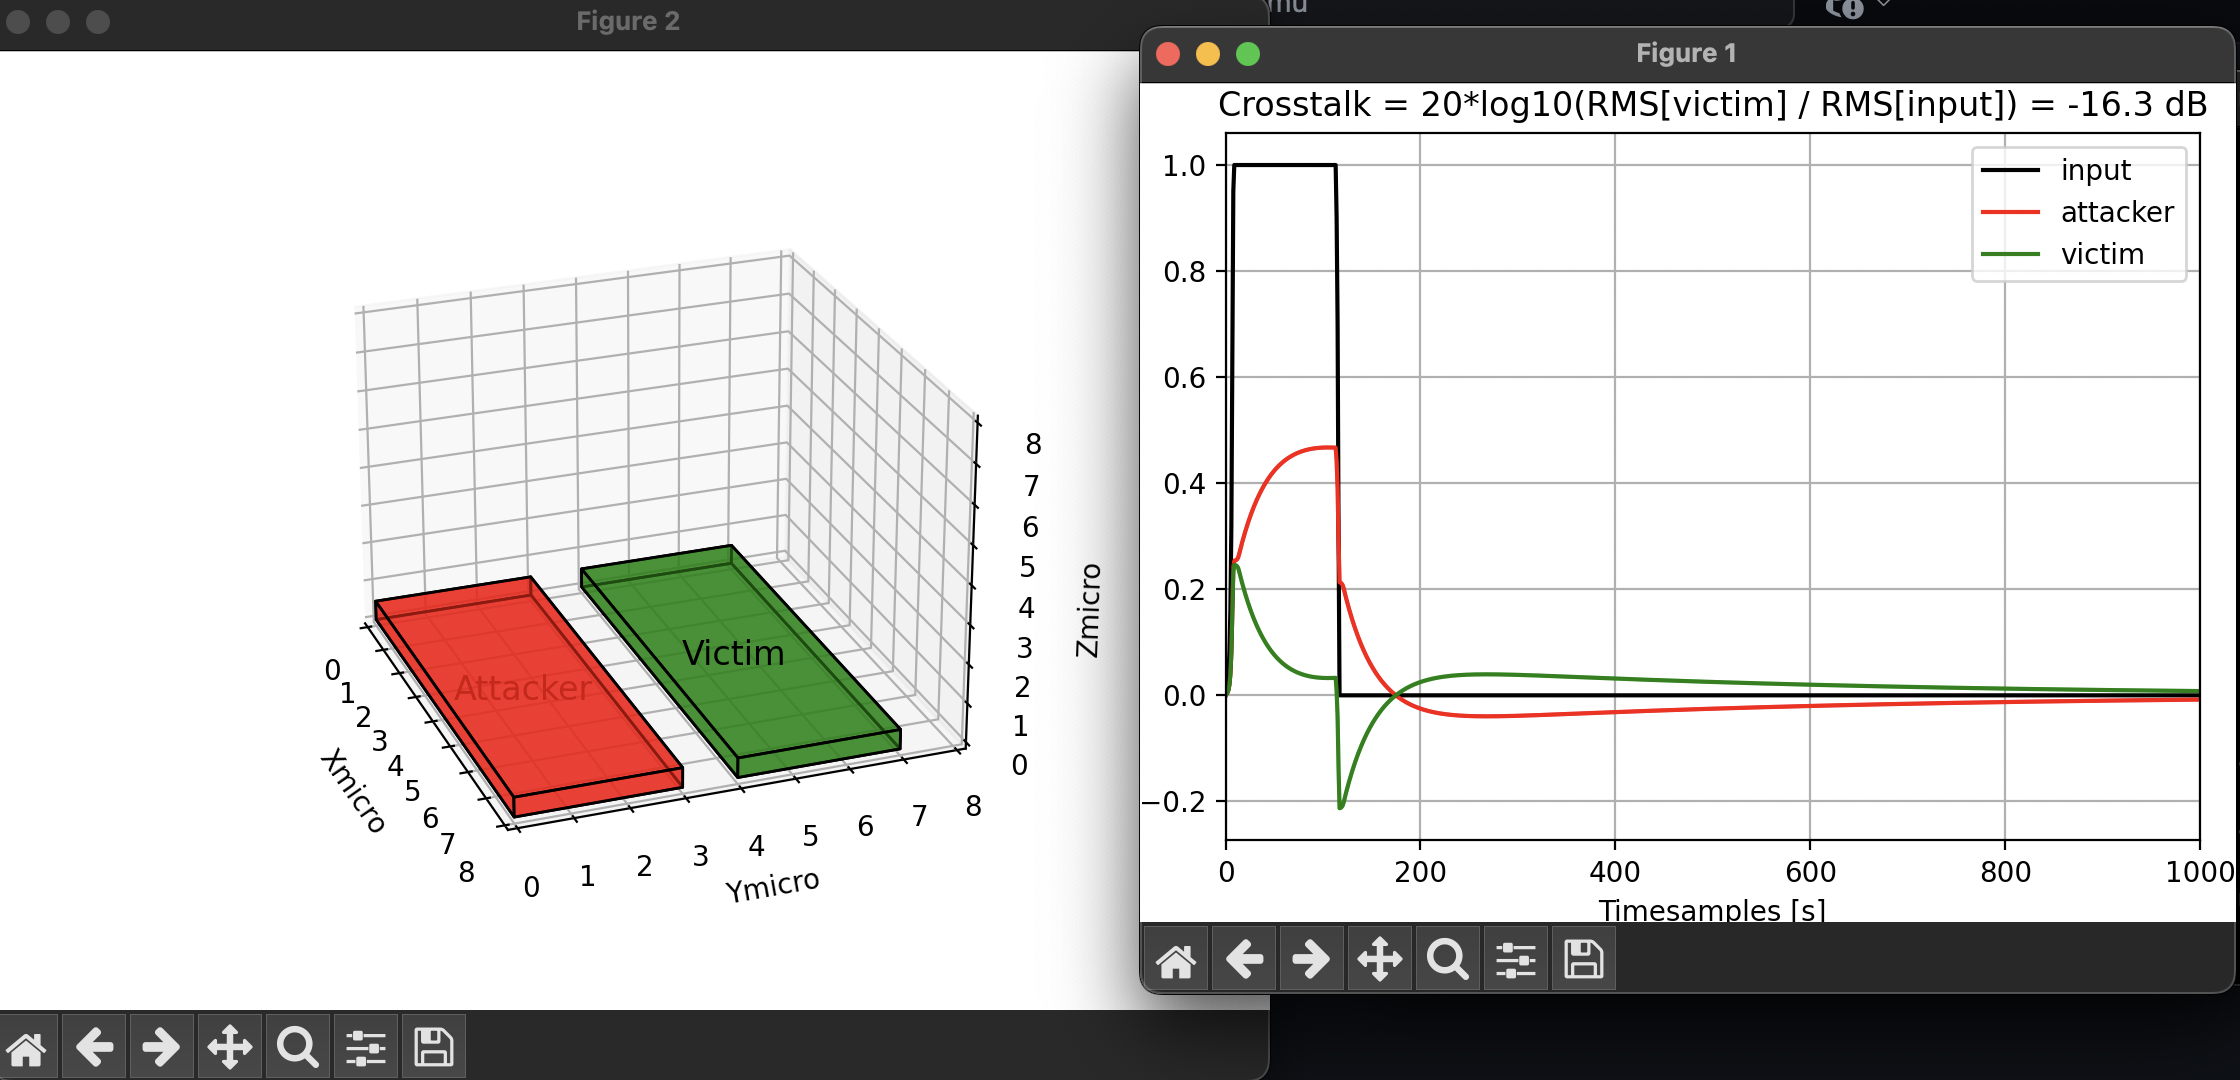 Figure 2
mu
Figure 1
Crosstalk = 20*log10(RMS[victim] / RMS[input]) = -16.3 dB
1.0
0.8
0.6
0.4
0.2
0.0
−0.2
input
attacker
victim
0 200 400 600 800 1000
Timesamples [s]
Attacker
Victim
0
1
2
3
4
5
6
7
8
Xmicro
0 1 2 3 4 5 6 7 8
Ymicro
8
7
6
5
4
3
2
1
0
Zmicro